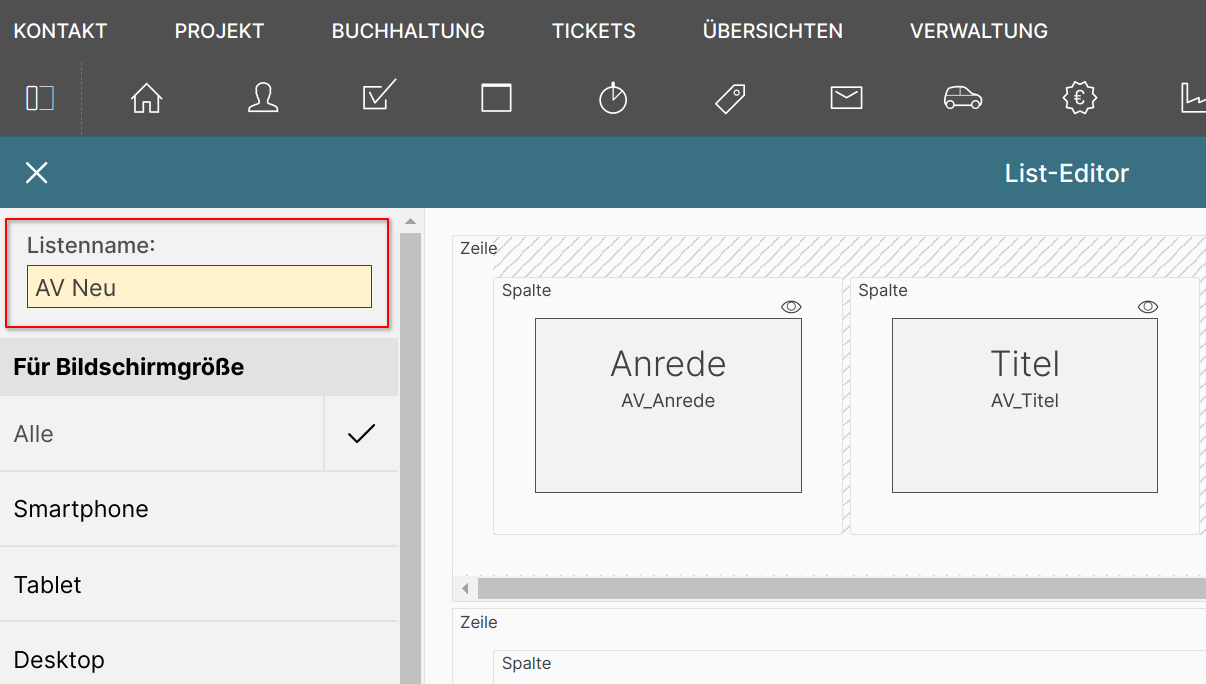 KONTAKT PROJEKT BUCHHALTUNG TICKETS ÜBERSICHTEN VERWALTUNG
€
List-Editor
Listenname:
AV Neu
Für Bildschirmgröße
Alle
Smartphone
Tablet
Desktop
Zeile
Spalte
Anrede
AV_Anrede
Spalte
Titel
AV_Titel
Zeile
Spalte